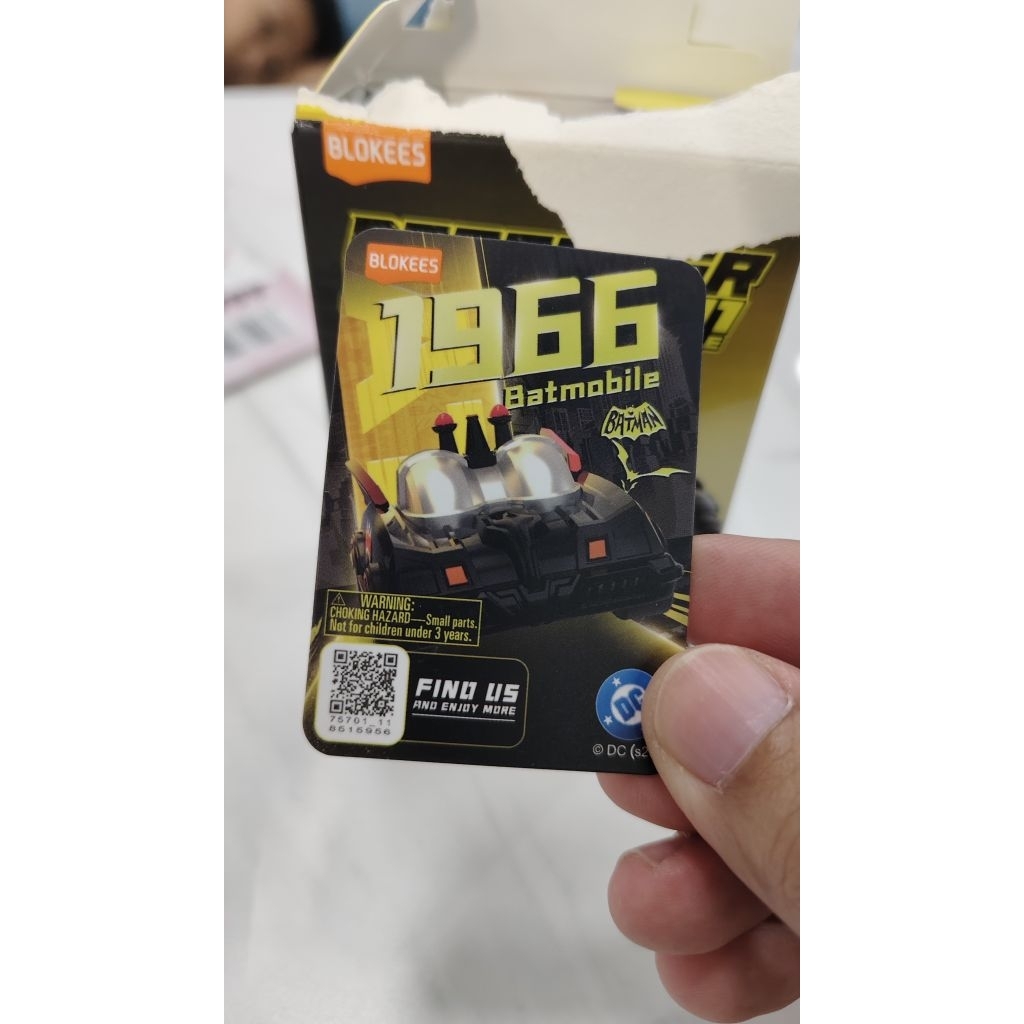 BLOKEES
BLOKEES
1966
Batmobile
BATMAN
WARNING:
CHOKING HAZARD—Small parts.
Not for children under 3 years.
75701_11
8515956
FIND US
AND ENJOY MORE
DC
© DC